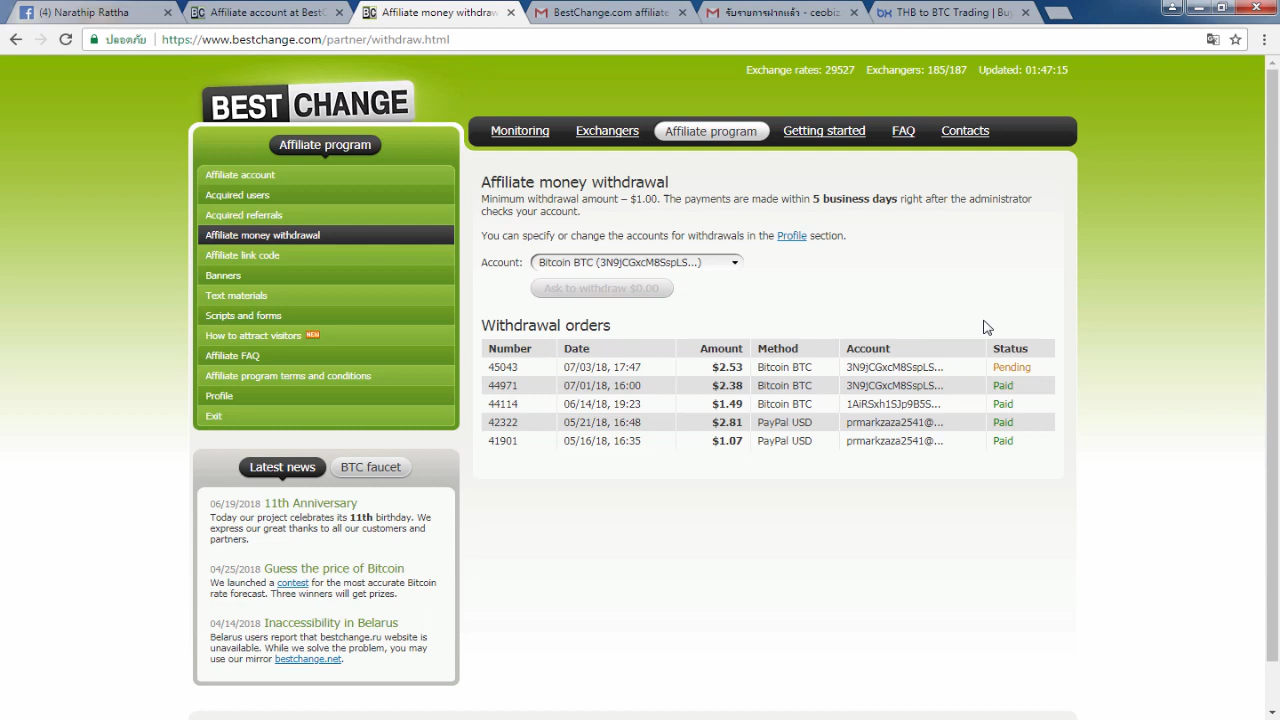 (4) Narathip Rattha
Affiliate account at BestC
Affiliate money withdraw
BestChange.com affiliate
รับรายการฝากแล้ว - ceobiz
THB to BTC Trading | Bu
ปลอดภัย
https://www.bestchange.com/partner/withdraw.html
Exchange rates: 29527 Exchangers: 185/187 Updated: 01:47:15
BEST CHANGE
Monitoring Exchangers Affiliate program Getting started FAQ Contacts
Affiliate program
Affiliate account
Acquired users
Acquired referrals
Affiliate money withdrawal
Affiliate link code
Banners
Text materials
Scripts and forms
How to attract visitors NEW
Affiliate FAQ
Affiliate program terms and conditions
Profile
Exit
Latest news BTC faucet
06/19/2018 11th Anniversary
Today our project celebrates its 11th birthday. We
express our great thanks to all our customers and
partners.
04/25/2018 Guess the price of Bitcoin
We launched a contest for the most accurate Bitcoin
rate forecast. Three winners will get prizes.
04/14/2018 Inaccessibility in Belarus
Belarus users report that bestchange.ru website is
unavailable. While we solve the problem, you may
use our mirror bestchange.net.
Affiliate money withdrawal
Minimum withdrawal amount – $1.00. The payments are made within 5 business days right after the administrator
checks your account.
You can specify or change the accounts for withdrawals in the Profile section.
Account: Bitcoin BTC (3N9jCGxcM8SspLS...)
Ask to withdraw $0.00
Withdrawal orders
Number Date Amount Method Account Status
45043 07/03/18, 17:47 $2.53 Bitcoin BTC 3N9jCGxcM8SspLS... Pending
44971 07/01/18, 16:00 $2.38 Bitcoin BTC 3N9jCGxcM8SspLS... Paid
44114 06/14/18, 19:23 $1.49 Bitcoin BTC 1AiRSxh1SJp9B5S... Paid
42322 05/21/18, 16:48 $2.81 PayPal USD prmarkzaza2541@... Paid
41901 05/16/18, 16:35 $1.07 PayPal USD prmarkzaza2541@... Paid